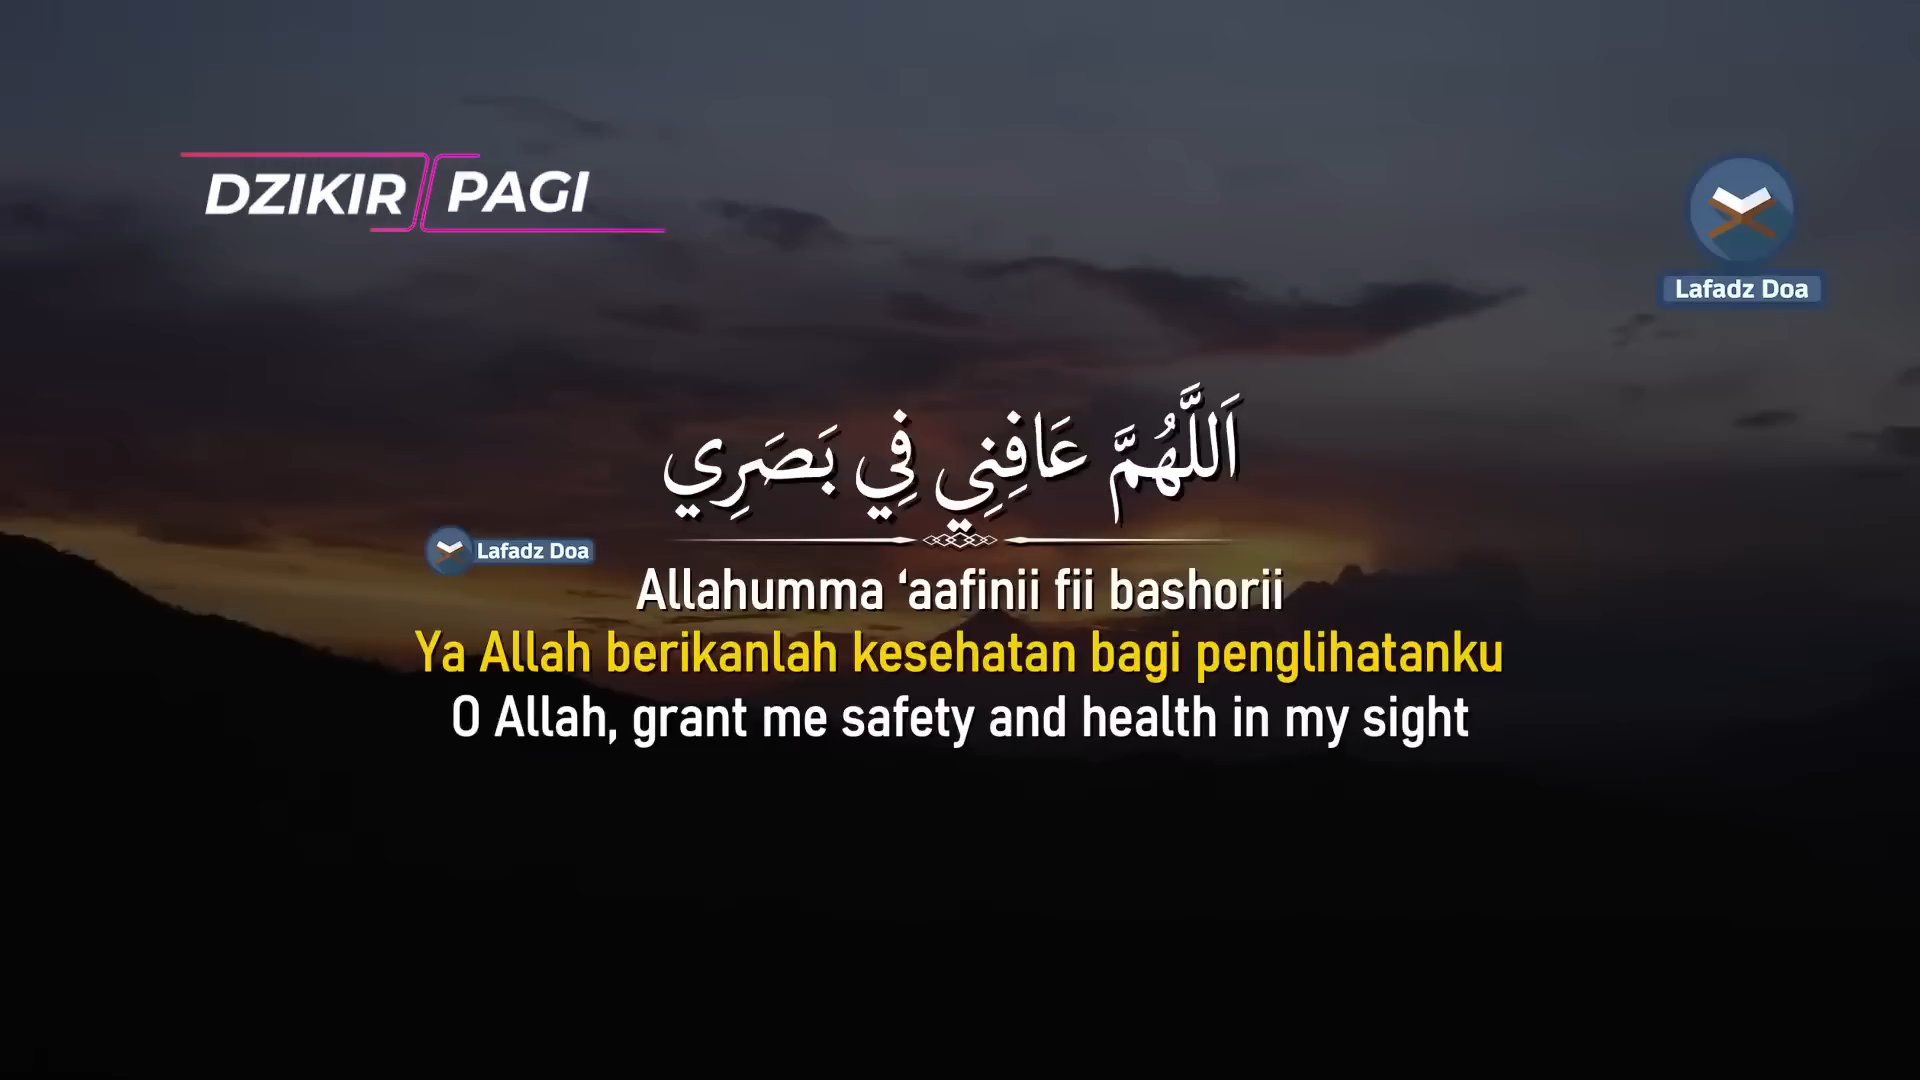 DZIKIR PAGI
Lafadz Doa
اَللَّهُمَّ عَافِنِي فِي بَصَرِي
Lafadz Doa
Allahumma ‘aafinii fii bashorii
Ya Allah berikanlah kesehatan bagi penglihatanku
O Allah, grant me safety and health in my sight